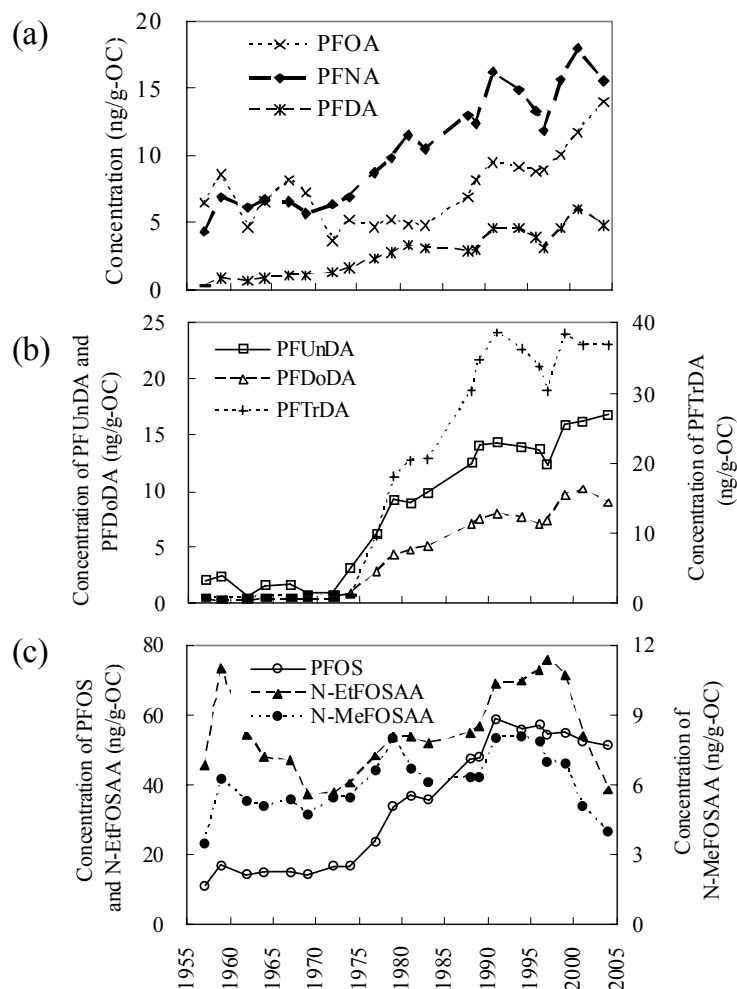 (a)
Concentration (ng/g-OC)
20
15
10
5
0
PFOA
PFNA
PFDA
(b)
Concentration of PFUnDA and
PFDoDA (ng/g-OC)
25
20
15
10
5
0
PFUnDA
PFDoDA
PFTrDA
40
30
20
10
0
Concentration of PFTrDA
(ng/g-OC)
(c)
Concentration of PFOS
and N-EtFOSAA (ng/g-OC)
80
60
40
20
0
PFOS
N-EtFOSAA
N-MeFOSAA
12
9
6
3
0
Concentration of
N-MeFOSAA (ng/g-OC)
1955
1960
1965
1970
1975
1980
1985
1990
1995
2000
2005